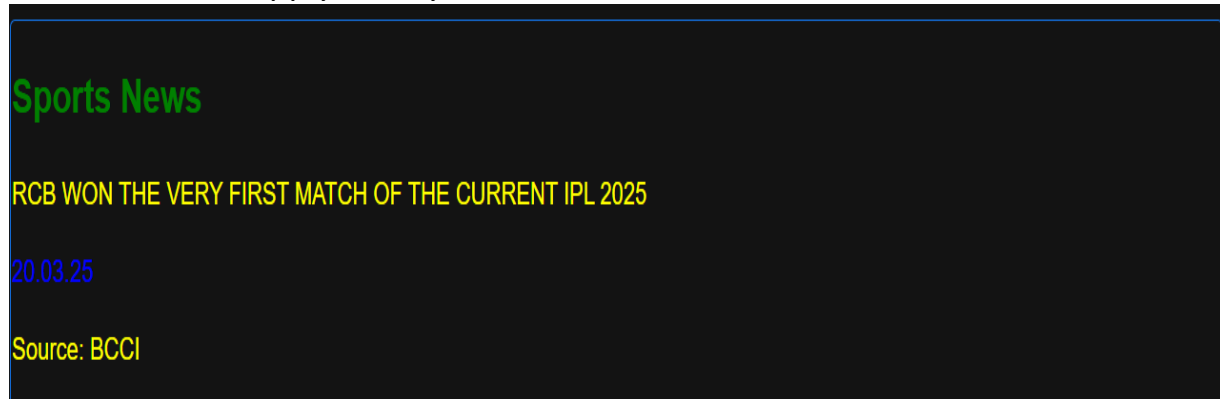 Sports News
RCB WON THE VERY FIRST MATCH OF THE CURRENT IPL 2025
20.03.25
Source: BCCI